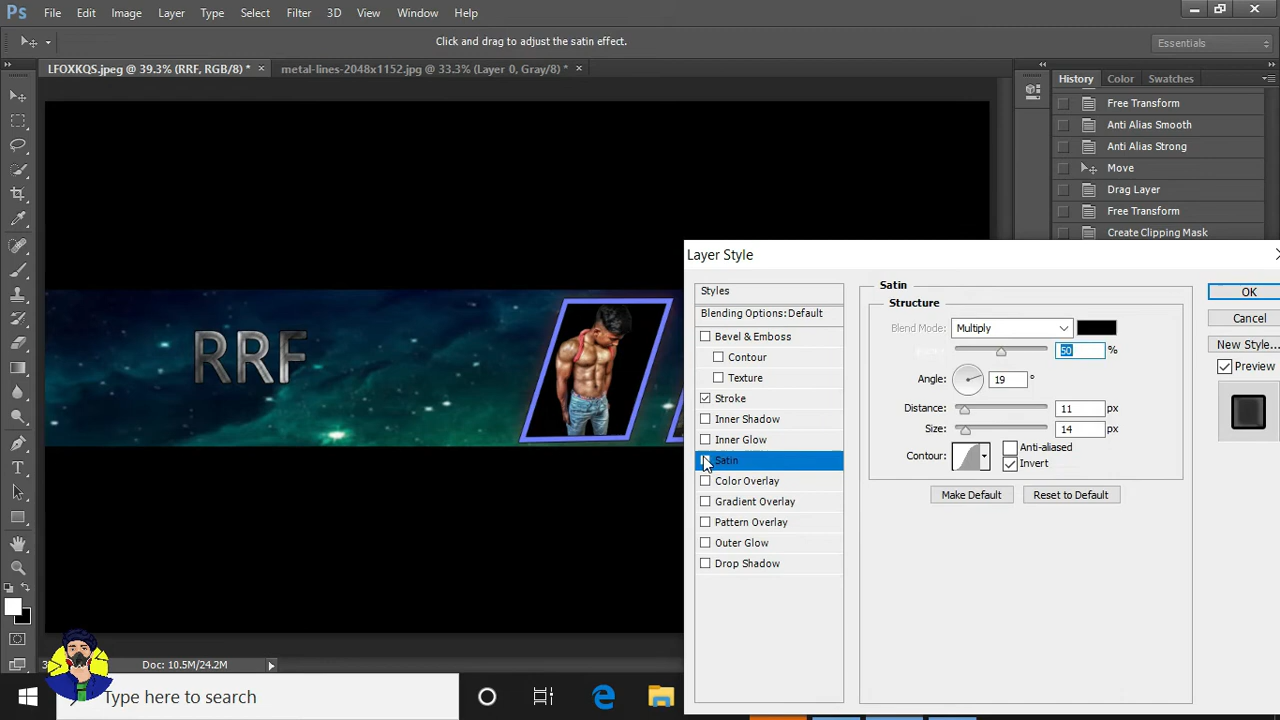 Ps File Edit Image Layer Type Select Filter 3D View Window Help
Click and drag to adjust the satin effect.
Essentials
LFOXKQS.jpeg @ 39.3% (RRF, RGB/8) * ×
metal-lines-2048x1152.jpg @ 33.3% (Layer 0, Gray/8) * ×
History Color Swatches
Free Transform
Anti Alias Smooth
Anti Alias Strong
Move
Drag Layer
Free Transform
Create Clipping Mask
RRF
Layer Style
Styles
Blending Options:Default
Bevel & Emboss
Contour
Texture
Stroke
Inner Shadow
Inner Glow
Satin
Color Overlay
Gradient Overlay
Pattern Overlay
Outer Glow
Drop Shadow
Satin
Structure
Blend Mode: Multiply
50 %
Angle: 19 °
Distance: 11 px
Size: 14 px
Contour: Anti-aliased
Invert
Make Default Reset to Default
OK
Cancel
New Style...
Preview
Doc: 10.5M/24.2M
Type here to search